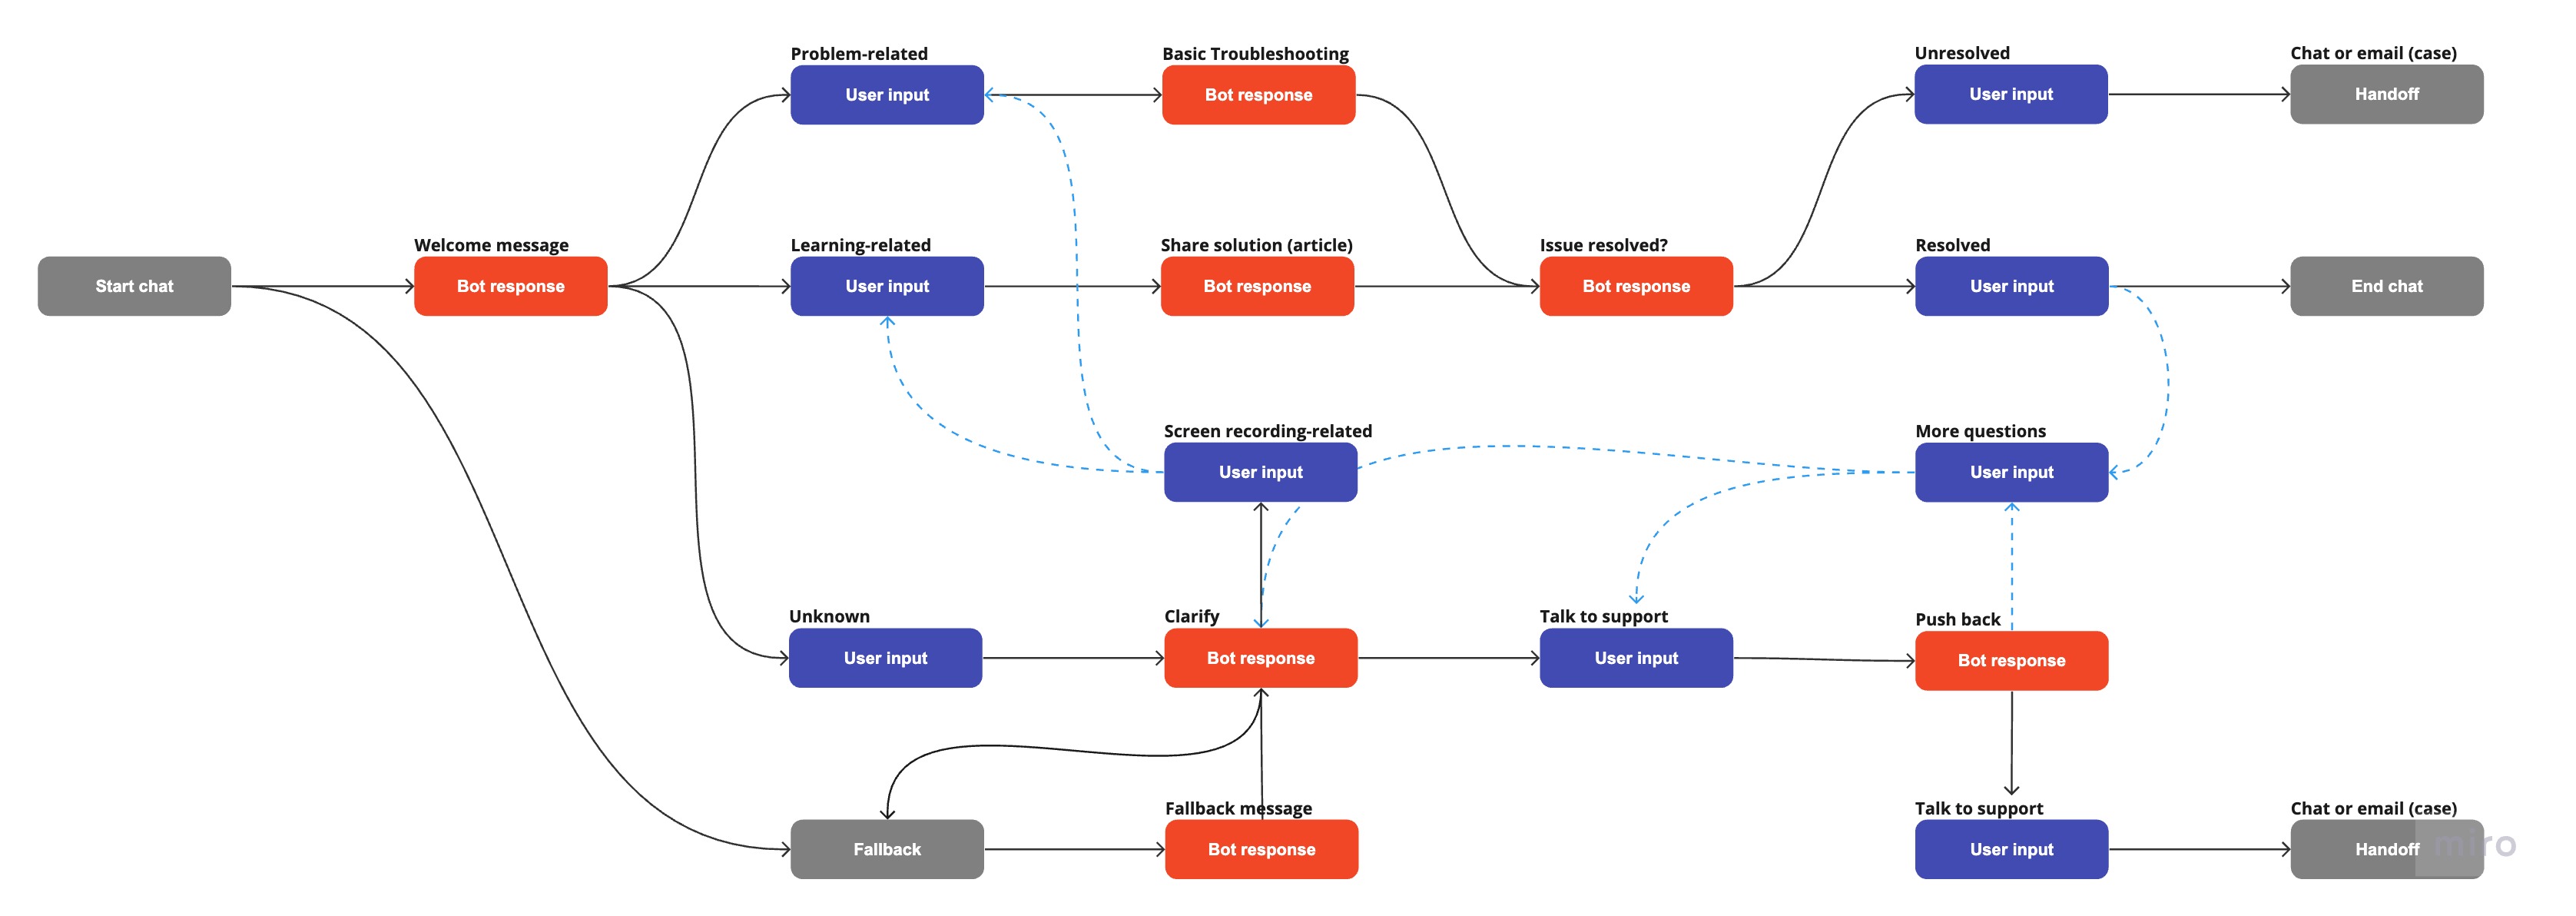 Problem-related
User input
Basic Troubleshooting
Bot response
Unresolved
User input
Chat or email (case)
Handoff
Start chat
Welcome message
Bot response
Learning-related
User input
Share solution (article)
Bot response
Issue resolved?
Bot response
Resolved
User input
End chat
Screen recording-related
User input
More questions
User input
Unknown
User input
Clarify
Bot response
Talk to support
User input
Push back
Bot response
Fallback
Fallback message
Bot response
Talk to support
User input
Chat or email (case)
Handoff
miro